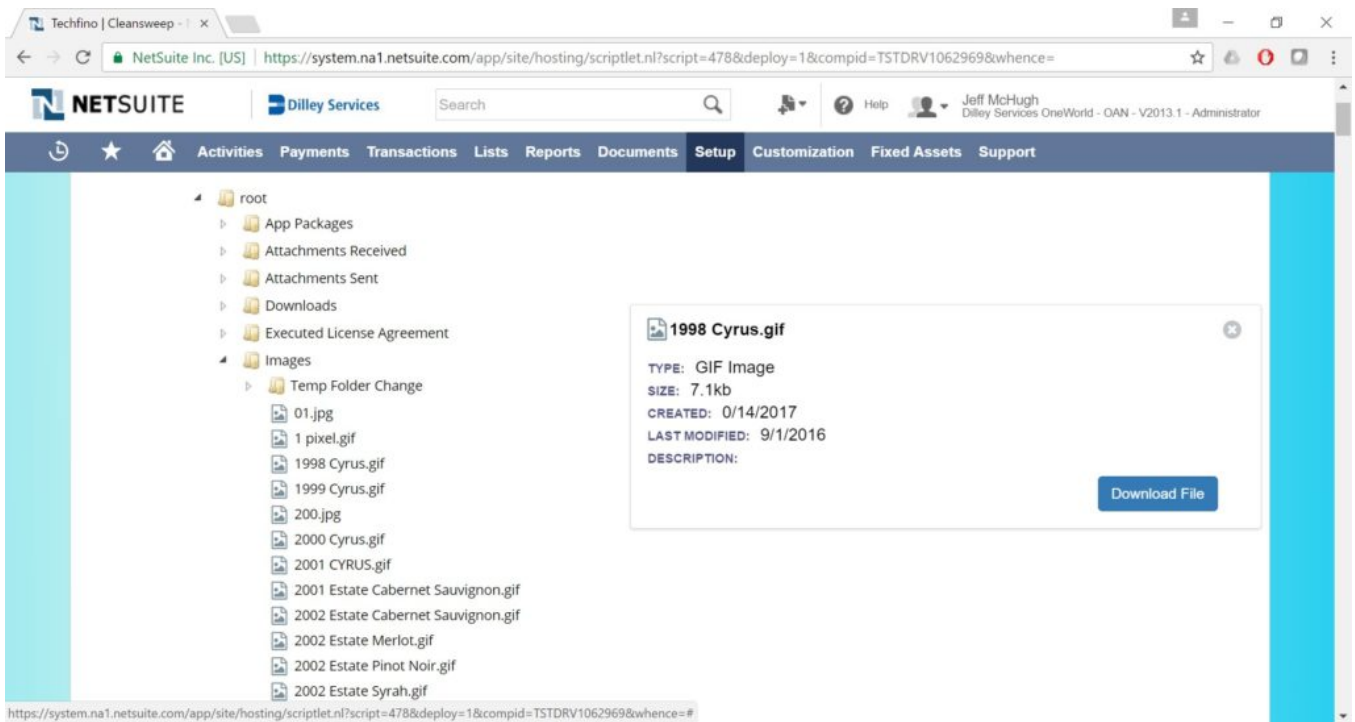 Techfino | Cleansweep -
NetSuite Inc. [US] https://system.na1.netsuite.com/app/site/hosting/scriptlet.nl?script=478&deploy=1&compid=TSTDRV1062969&whence=
NETSUITE Dilley Services Search Help Jeff McHugh
Dilley Services OneWorld - OAN - V2013.1 - Administrator
Activities Payments Transactions Lists Reports Documents Setup Customization Fixed Assets Support
root
App Packages
Attachments Received
Attachments Sent
Downloads
Executed License Agreement
Images
Temp Folder Change
01.jpg
1 pixel.gif
1998 Cyrus.gif
1999 Cyrus.gif
200.jpg
2000 Cyrus.gif
2001 CYRUS.gif
2001 Estate Cabernet Sauvignon.gif
2002 Estate Cabernet Sauvignon.gif
2002 Estate Merlot.gif
2002 Estate Pinot Noir.gif
2002 Estate Syrah.gif
1998 Cyrus.gif
TYPE: GIF Image
SIZE: 7.1kb
CREATED: 0/14/2017
LAST MODIFIED: 9/1/2016
DESCRIPTION:
Download File
https://system.na1.netsuite.com/app/site/hosting/scriptlet.nl?script=478&deploy=1&compid=TSTDRV1062969&whence=#